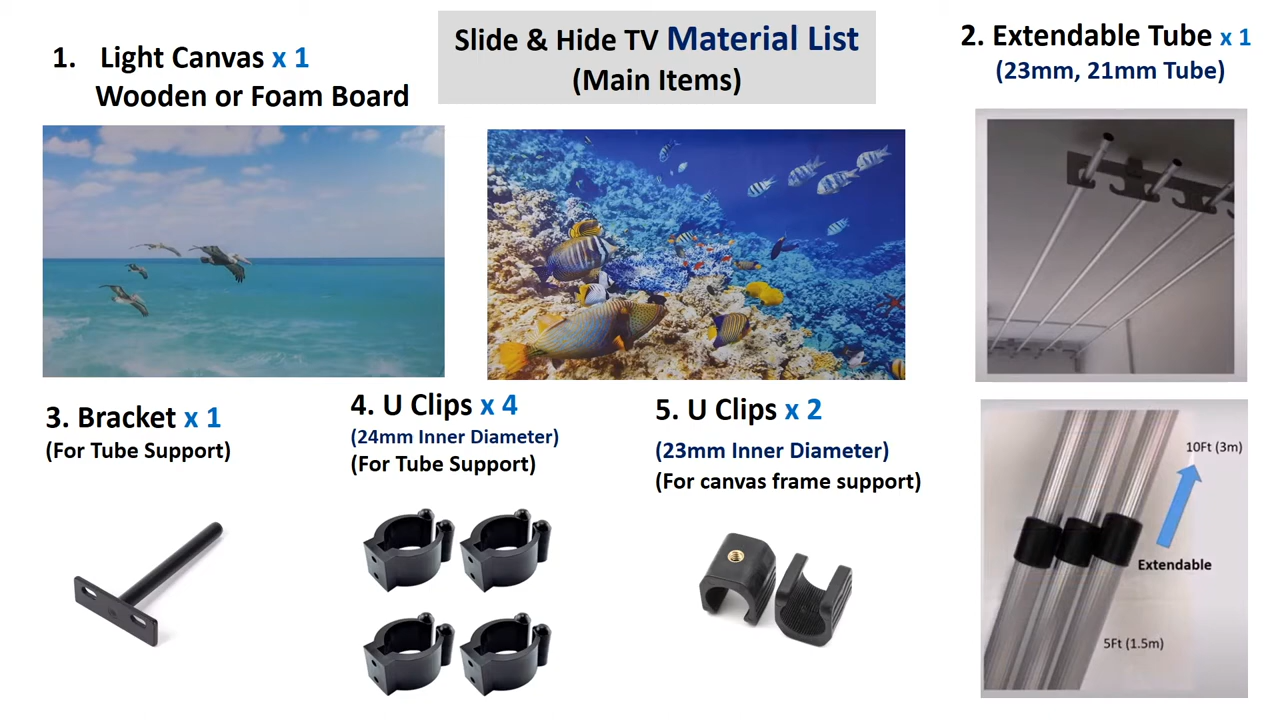 Slide & Hide TV Material List
(Main Items)
1. Light Canvas x 1
Wooden or Foam Board
2. Extendable Tube x 1
(23mm, 21mm Tube)
3. Bracket x 1
(For Tube Support)
4. U Clips x 4
(24mm Inner Diameter)
(For Tube Support)
5. U Clips x 2
(23mm Inner Diameter)
(For canvas frame support)
10Ft (3m)
Extendable
5Ft (1.5m)